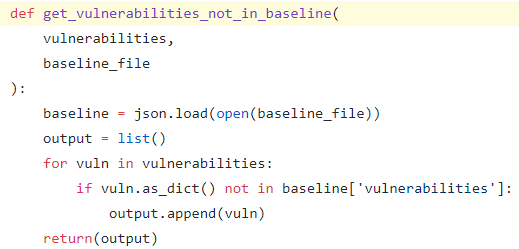 def get_vulnerabilities_not_in_baseline(
    vulnerabilities,
    baseline_file
):
    baseline = json.load(open(baseline_file))
    output = list()
    for vuln in vulnerabilities:
        if vuln.as_dict() not in baseline['vulnerabilities']:
            output.append(vuln)
    return(output)